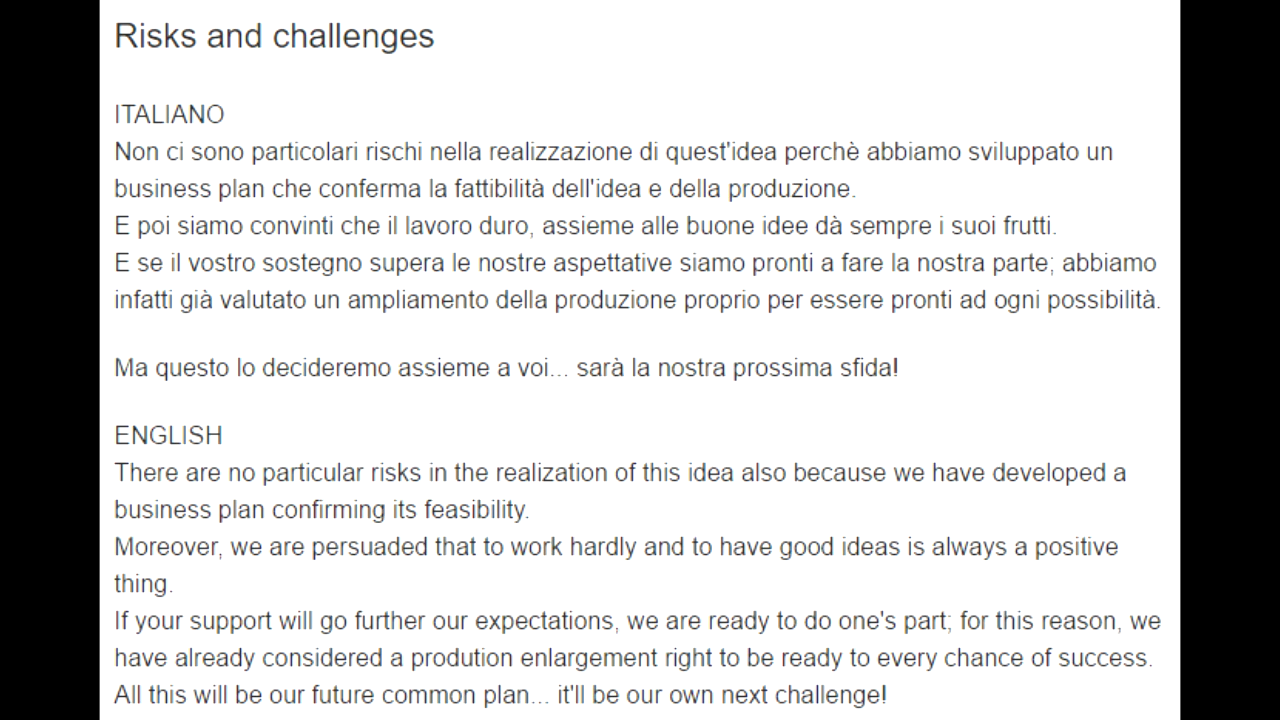 Risks and challenges
ITALIANO
Non ci sono particolari rischi nella realizzazione di quest'idea perchè abbiamo sviluppato un
business plan che conferma la fattibilità dell'idea e della produzione.
E poi siamo convinti che il lavoro duro, assieme alle buone idee dà sempre i suoi frutti.
E se il vostro sostegno supera le nostre aspettative siamo pronti a fare la nostra parte; abbiamo
infatti già valutato un ampliamento della produzione proprio per essere pronti ad ogni possibilità.
Ma questo lo decideremo assieme a voi... sarà la nostra prossima sfida!
ENGLISH
There are no particular risks in the realization of this idea also because we have developed a
business plan confirming its feasibility.
Moreover, we are persuaded that to work hardly and to have good ideas is always a positive
thing.
If your support will go further our expectations, we are ready to do one's part; for this reason, we
have already considered a prodution enlargement right to be ready to every chance of success.
All this will be our future common plan... it'll be our own next challenge!